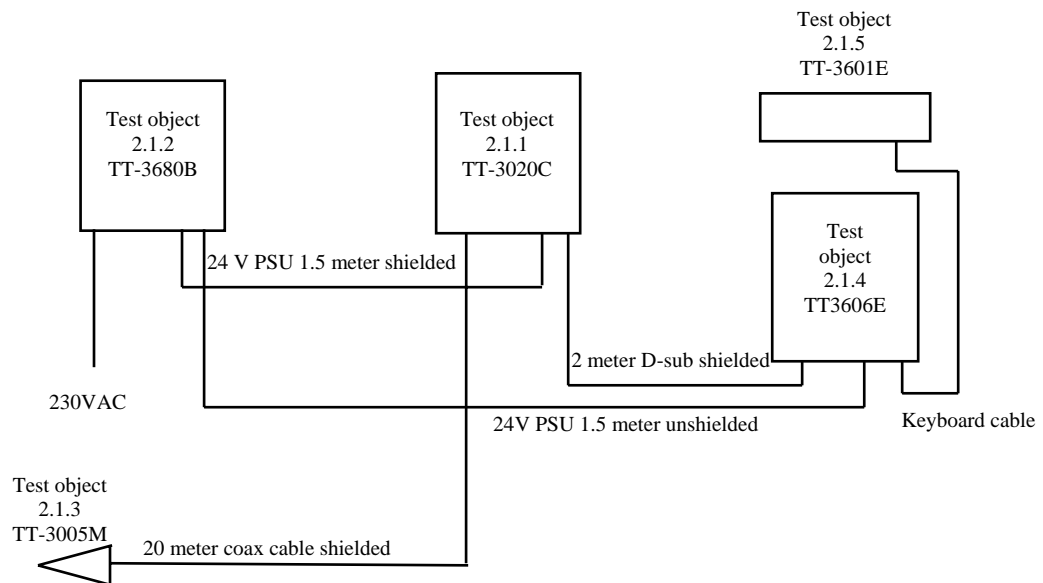 Test object
2.1.5
TT-3601E
Test object
2.1.2
TT-3680B
Test object
2.1.1
TT-3020C
Test
object
2.1.4
TT3606E
24 V PSU 1.5 meter shielded
2 meter D-sub shielded
230VAC
24V PSU 1.5 meter unshielded
Keyboard cable
Test object
2.1.3
TT-3005M
20 meter coax cable shielded